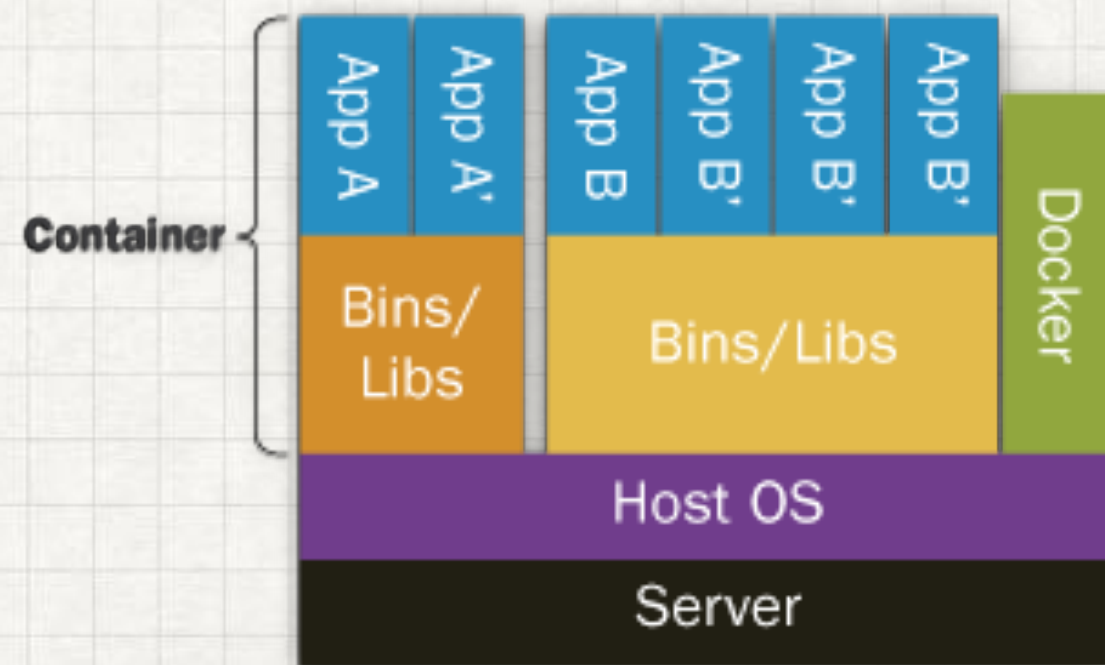 App A
App A'
App B
App B'
App B'
App B'
Container
Bins/
Libs
Bins/Libs
Docker
Host OS
Server